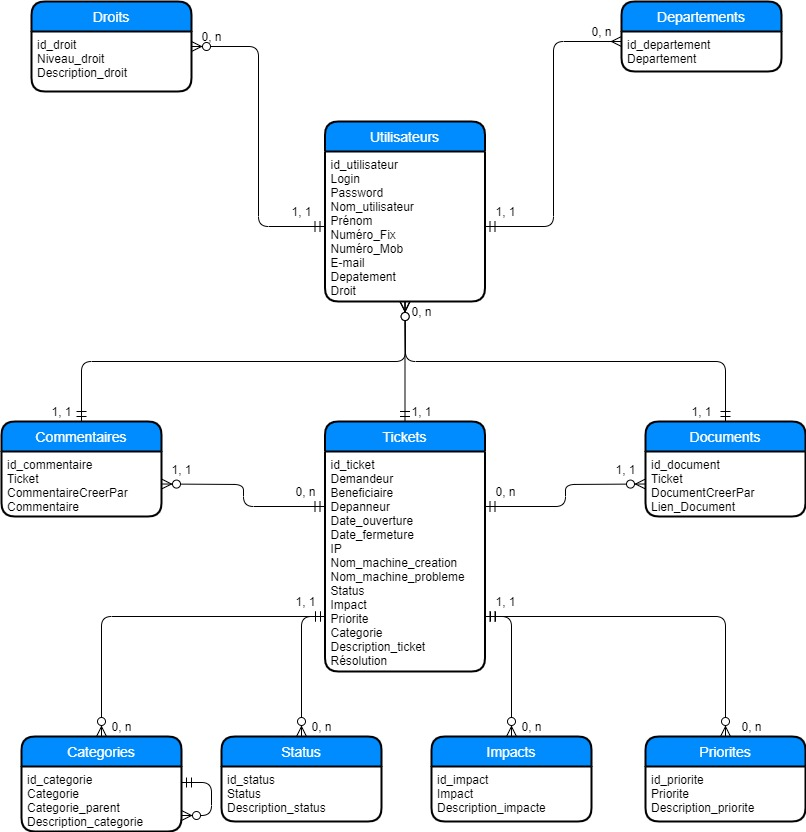 Droits
id_droit
Niveau_droit
Description_droit
0, n
Departements
id_departement
Departement
0, n
Utilisateurs
id_utilisateur
Login
Password
Nom_utilisateur
Prénom
Numéro_Fix
Numéro_Mob
E-mail
Depatement
Droit
1, 1
1, 1
0, n
1, 1
1, 1
1, 1
Commentaires
id_commentaire
Ticket
CommentaireCreerPar
Commentaire
1, 1
0, n
Tickets
id_ticket
Demandeur
Beneficiaire
Depanneur
Date_ouverture
Date_fermeture
IP
Nom_machine_creation
Nom_machine_probleme
Status
Impact
Priorite
Categorie
Description_ticket
Résolution
0, n
1, 1
Documents
id_document
Ticket
DocumentCreerPar
Lien_Document
1, 1
1, 1
0, n
0, n
0, n
0, n
Categories
id_categorie
Categorie
Categorie_parent
Description_categorie
Status
id_status
Status
Description_status
Impacts
id_impact
Impact
Description_impacte
Priorites
id_priorite
Priorite
Description_priorite